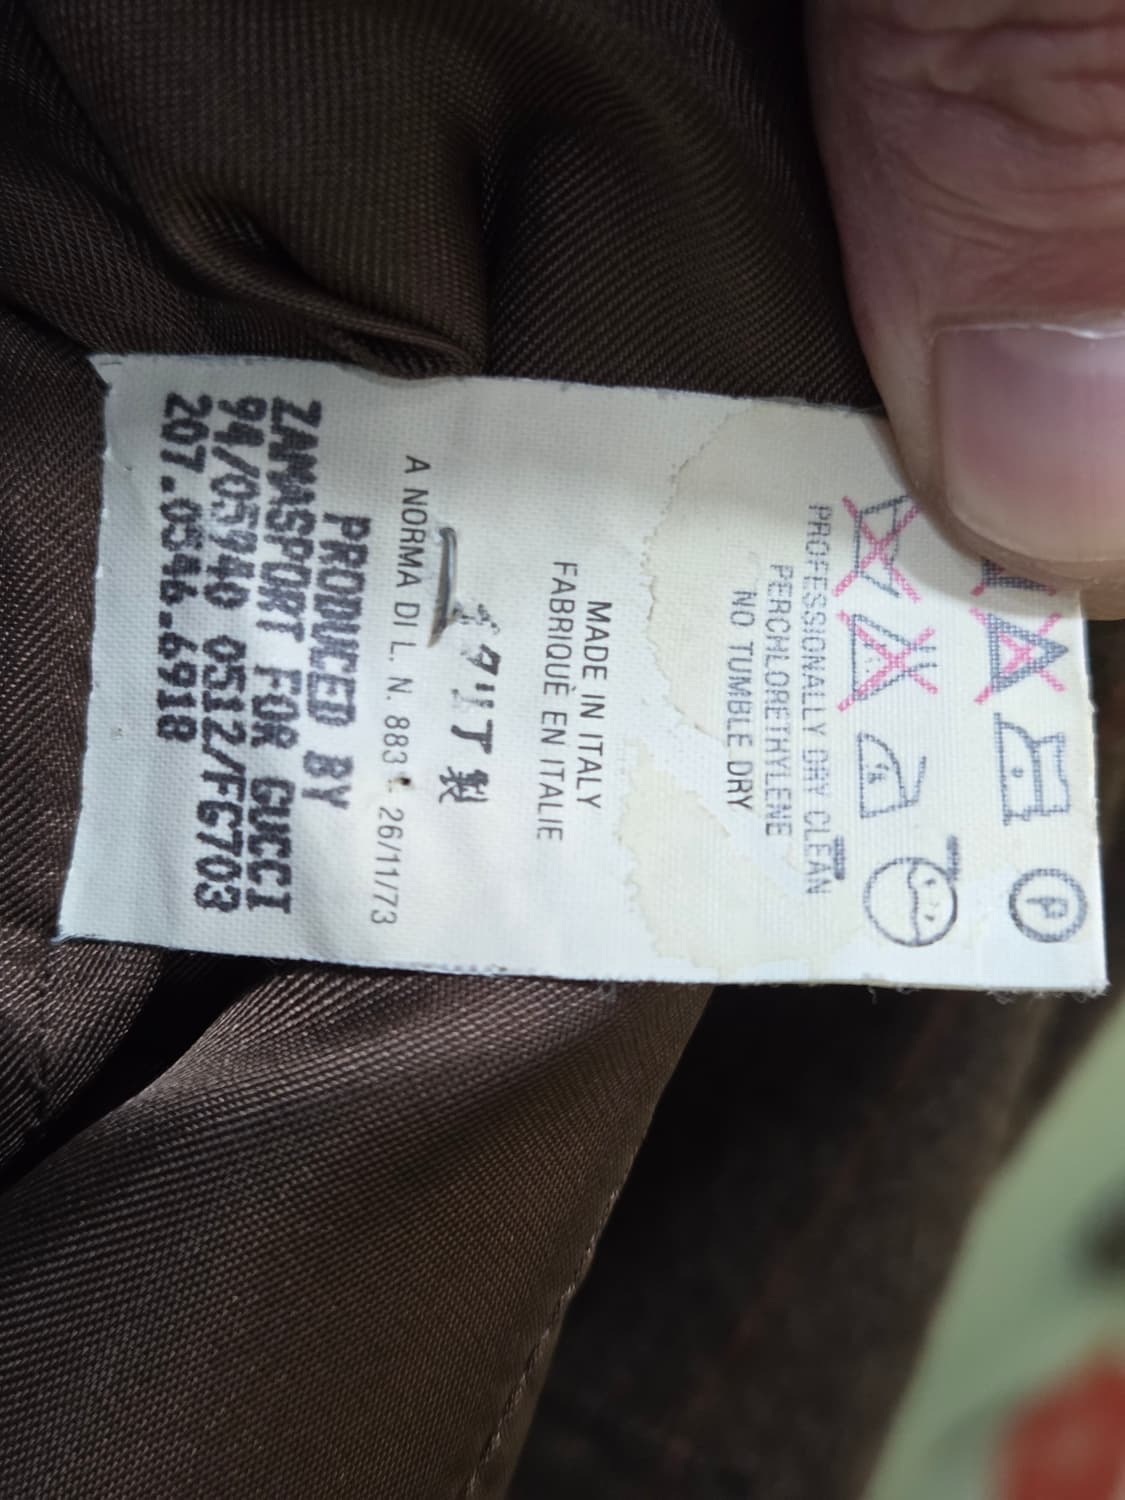 P
PROFESSIONALLY DRY CLEAN
PERCHLORETHYLENE
NO TUMBLE DRY
MADE IN ITALY
FABRIQUÈ EN ITALIE
イタリア製
A NORMA DI L. N. 883 26/11/73
PRODUCED BY
ZAMASPORT FOR GUCCI
94/05940 0512/FG703
207.0546.6918